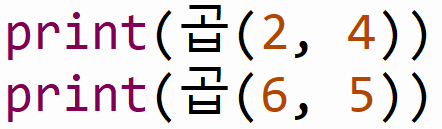 print(곱(2, 4))
print(곱(6, 5))